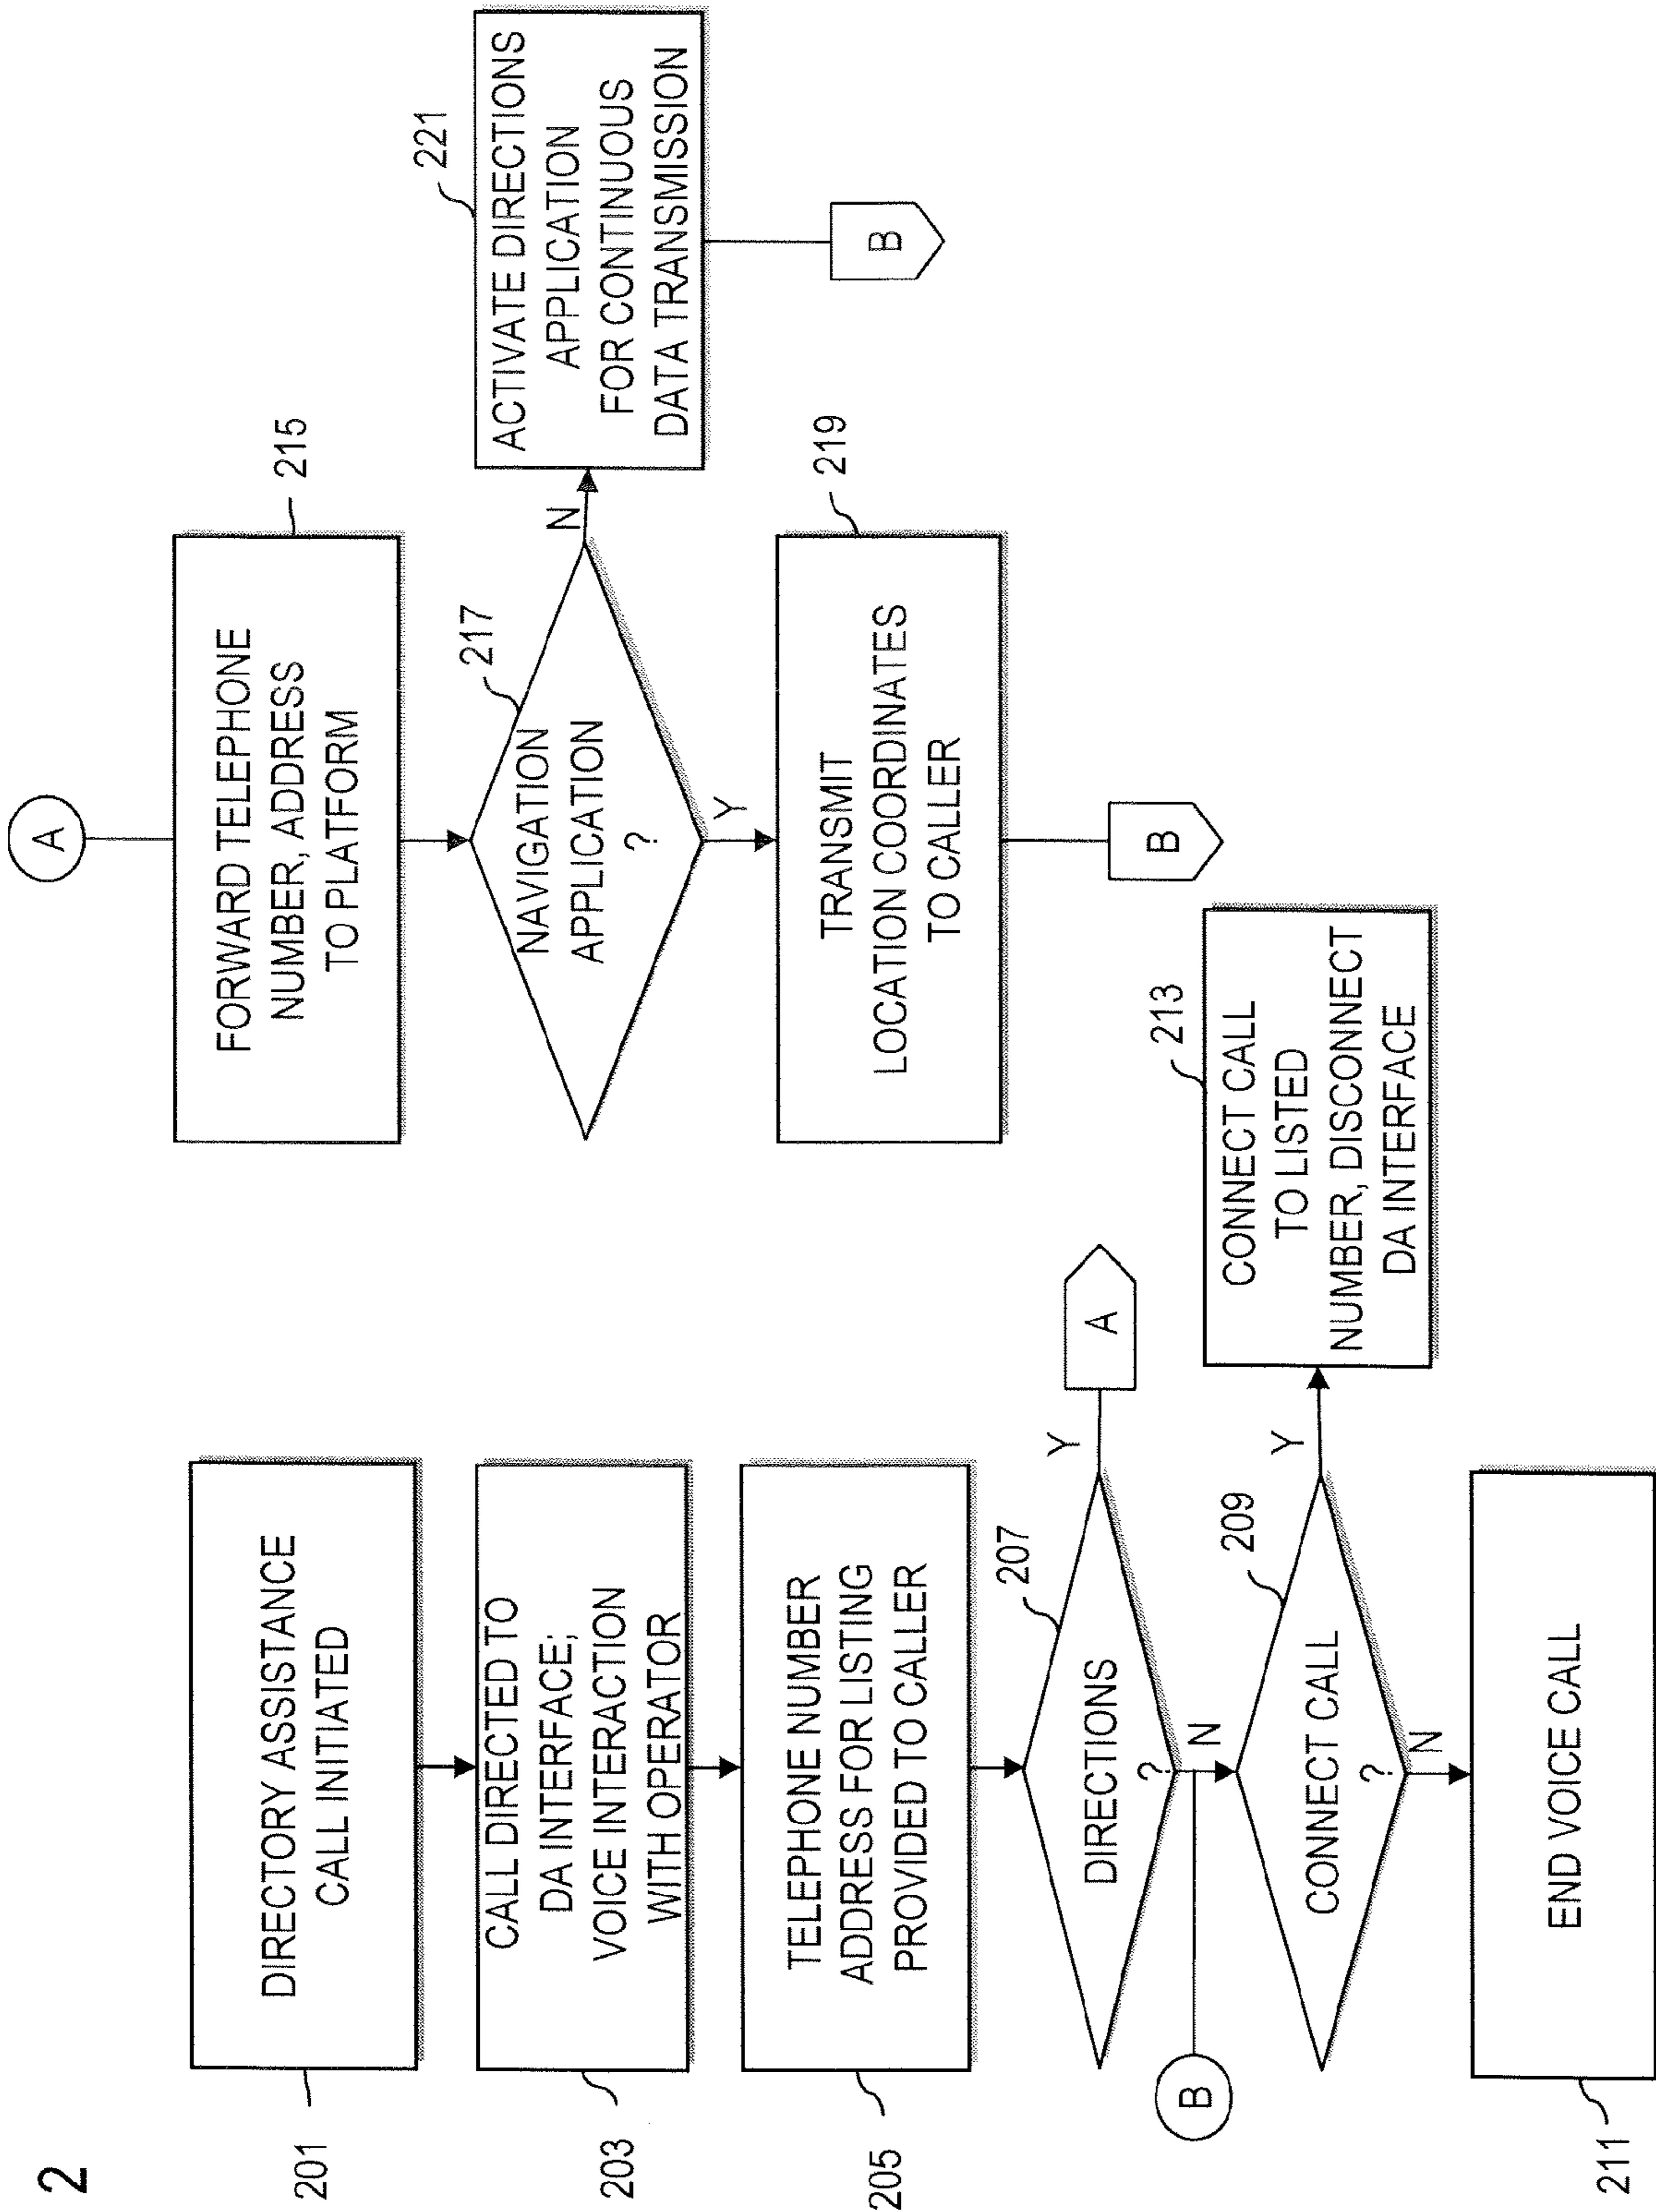 2
201
DIRECTORY ASSISTANCE
CALL INITIATED
203
CALL DIRECTED TO
DA INTERFACE;
VOICE INTERACTION
WITH OPERATOR
205
TELEPHONE NUMBER
ADDRESS FOR LISTING
PROVIDED TO CALLER
207
DIRECTIONS
?
Y
A
N
B
209
CONNECT CALL
?
Y
N
213
CONNECT CALL
TO LISTED
NUMBER, DISCONNECT
DA INTERFACE
211
END VOICE CALL
A
215
FORWARD TELEPHONE
NUMBER, ADDRESS
TO PLATFORM
217
NAVIGATION
APPLICATION
?
N
Y
221
ACTIVATE DIRECTIONS
APPLICATION
FOR CONTINUOUS
DATA TRANSMISSION
B
219
TRANSMIT
LOCATION COORDINATES
TO CALLER
B